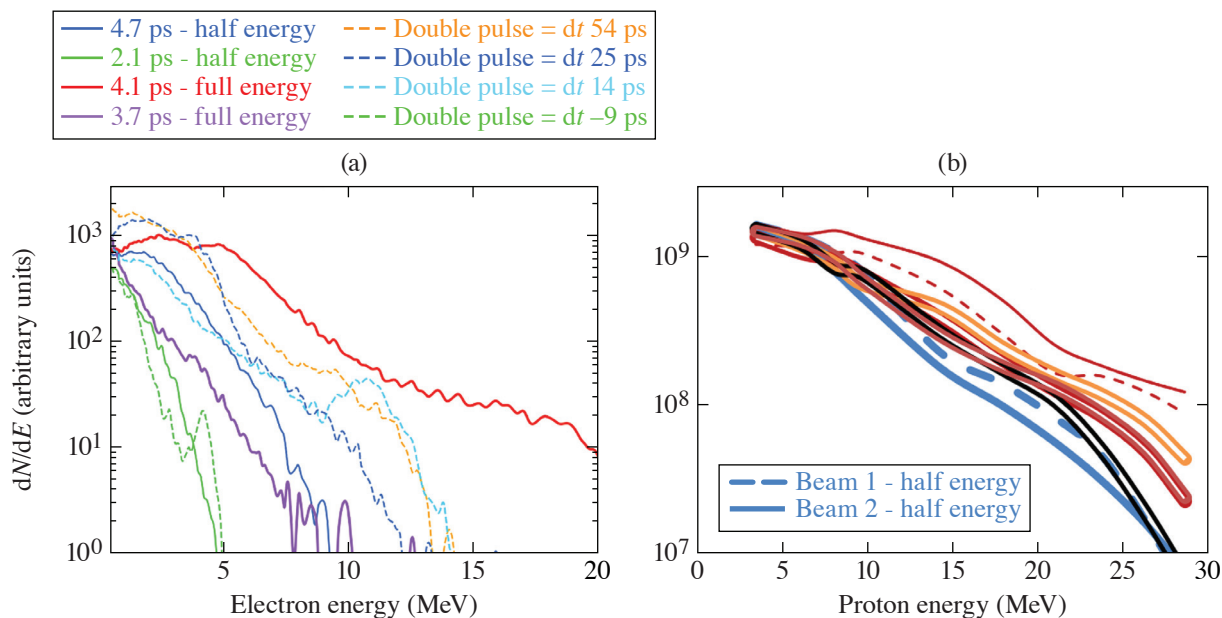 4.7 ps - half energy
2.1 ps - half energy
4.1 ps - full energy
3.7 ps - full energy
Double pulse = dt 54 ps
Double pulse = dt 25 ps
Double pulse = dt 14 ps
Double pulse = dt –9 ps
(a)
dN/dE (arbitrary units)
10³
10²
10¹
10⁰
5
10
15
20
Electron energy (MeV)
(b)
10⁹
10⁸
10⁷
Beam 1 - half energy
Beam 2 - half energy
0
5
10
15
20
25
30
Proton energy (MeV)